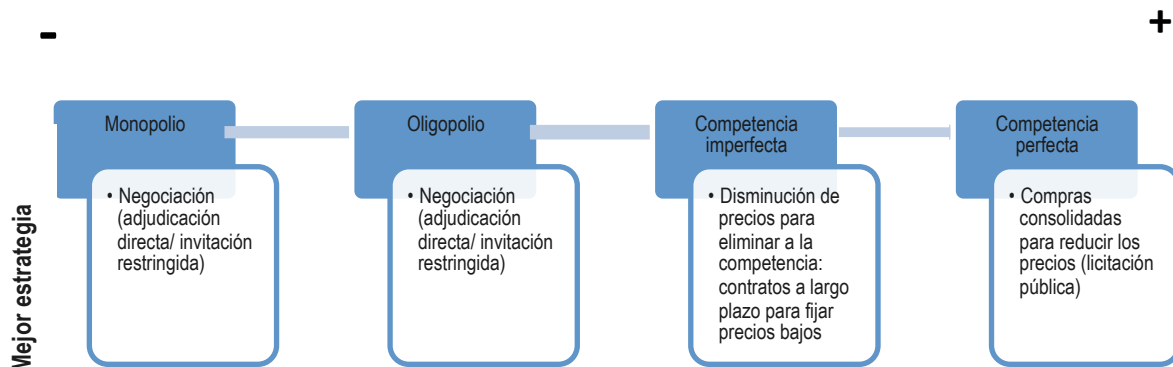 -
+
Monopolio
Oligopolio
Competencia
imperfecta
Competencia
perfecta
Mejor estrategia
• Negociación
(adjudicación
directa/ invitación
restringida)
• Negociación
(adjudicación
directa/ invitación
restringida)
• Disminución de
precios para
eliminar a la
competencia:
contratos a largo
plazo para fijar
precios bajos
• Compras
consolidadas
para reducir los
precios (licitación
pública)